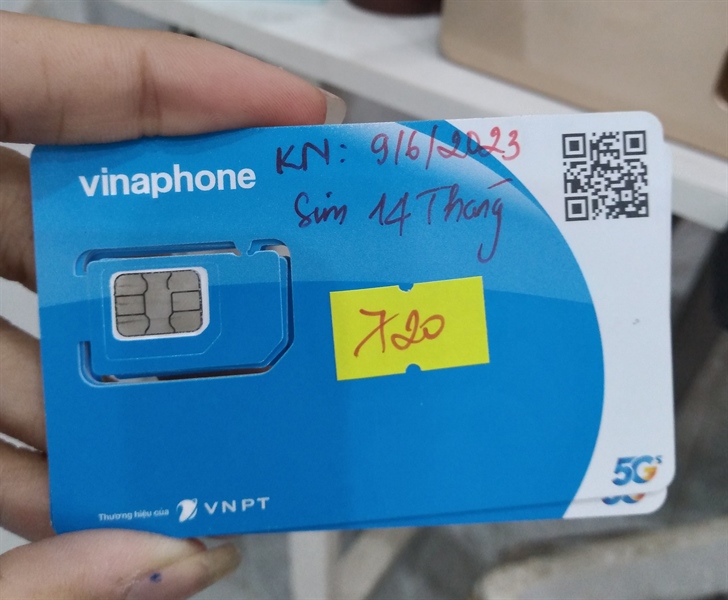 KN: 9/6/2023
vinaphone
Sim 14 Tháng
720
5G
Thương hiệu của VNPT